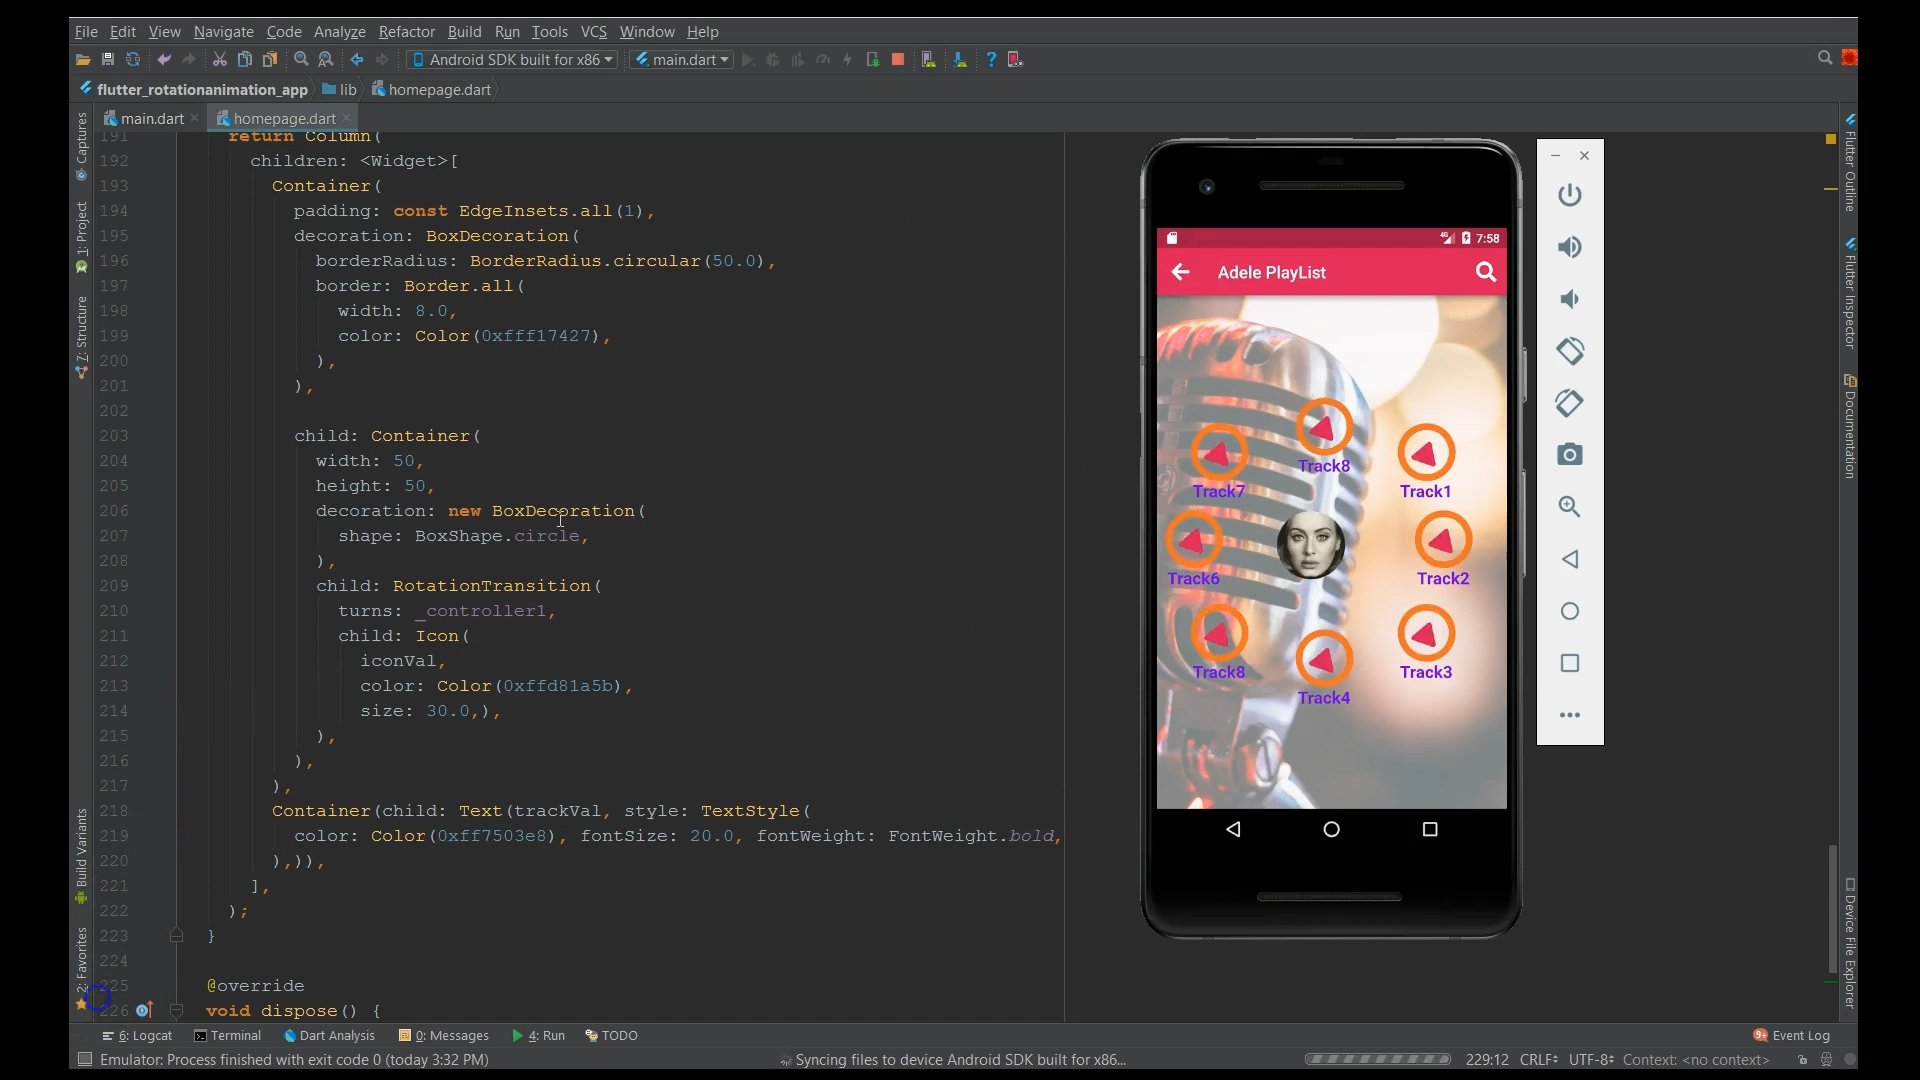 File Edit View Navigate Code Analyze Refactor Build Run Tools VCS Window Help
Android SDK built for x86 main.dart
flutter_rotationanimation_app lib homepage.dart
main.dart homepage.dart
191 return Column(
192 children: <Widget>[
193 Container(
194 padding: const EdgeInsets.all(1),
195 decoration: BoxDecoration(
196 borderRadius: BorderRadius.circular(50.0),
197 border: Border.all(
198 width: 8.0,
199 color: Color(0xfff17427),
200 ),
201 ),
202
203 child: Container(
204 width: 50,
205 height: 50,
206 decoration: new BoxDecoration(
207 shape: BoxShape.circle,
208 ),
209 child: RotationTransition(
210 turns: _controller1,
211 child: Icon(
212 iconVal,
213 color: Color(0xffd81a5b),
214 size: 30.0,),
215 ),
216 ),
217 ),
218 Container(child: Text(trackVal, style: TextStyle(
219 color: Color(0xff7503e8), fontSize: 20.0, fontWeight: FontWeight.bold,
220 ),)),
221 ],
222 );
223 }
224
225 @override
226 void dispose() {
Captures
1: Project
7: Structure
Build Variants
2: Favorites
4G 7:58
Adele PlayList
Track8
Track7 Track1
Track6 Track2
Track8 Track3
Track4
Flutter Outline
Flutter Inspector
Documentation
Device File Explorer
6: Logcat Terminal Dart Analysis 0: Messages 4: Run TODO 9+ Event Log
Emulator: Process finished with exit code 0 (today 3:32 PM) Syncing files to device Android SDK built for x86... 229:12 CRLF UTF-8 Context: <no context>